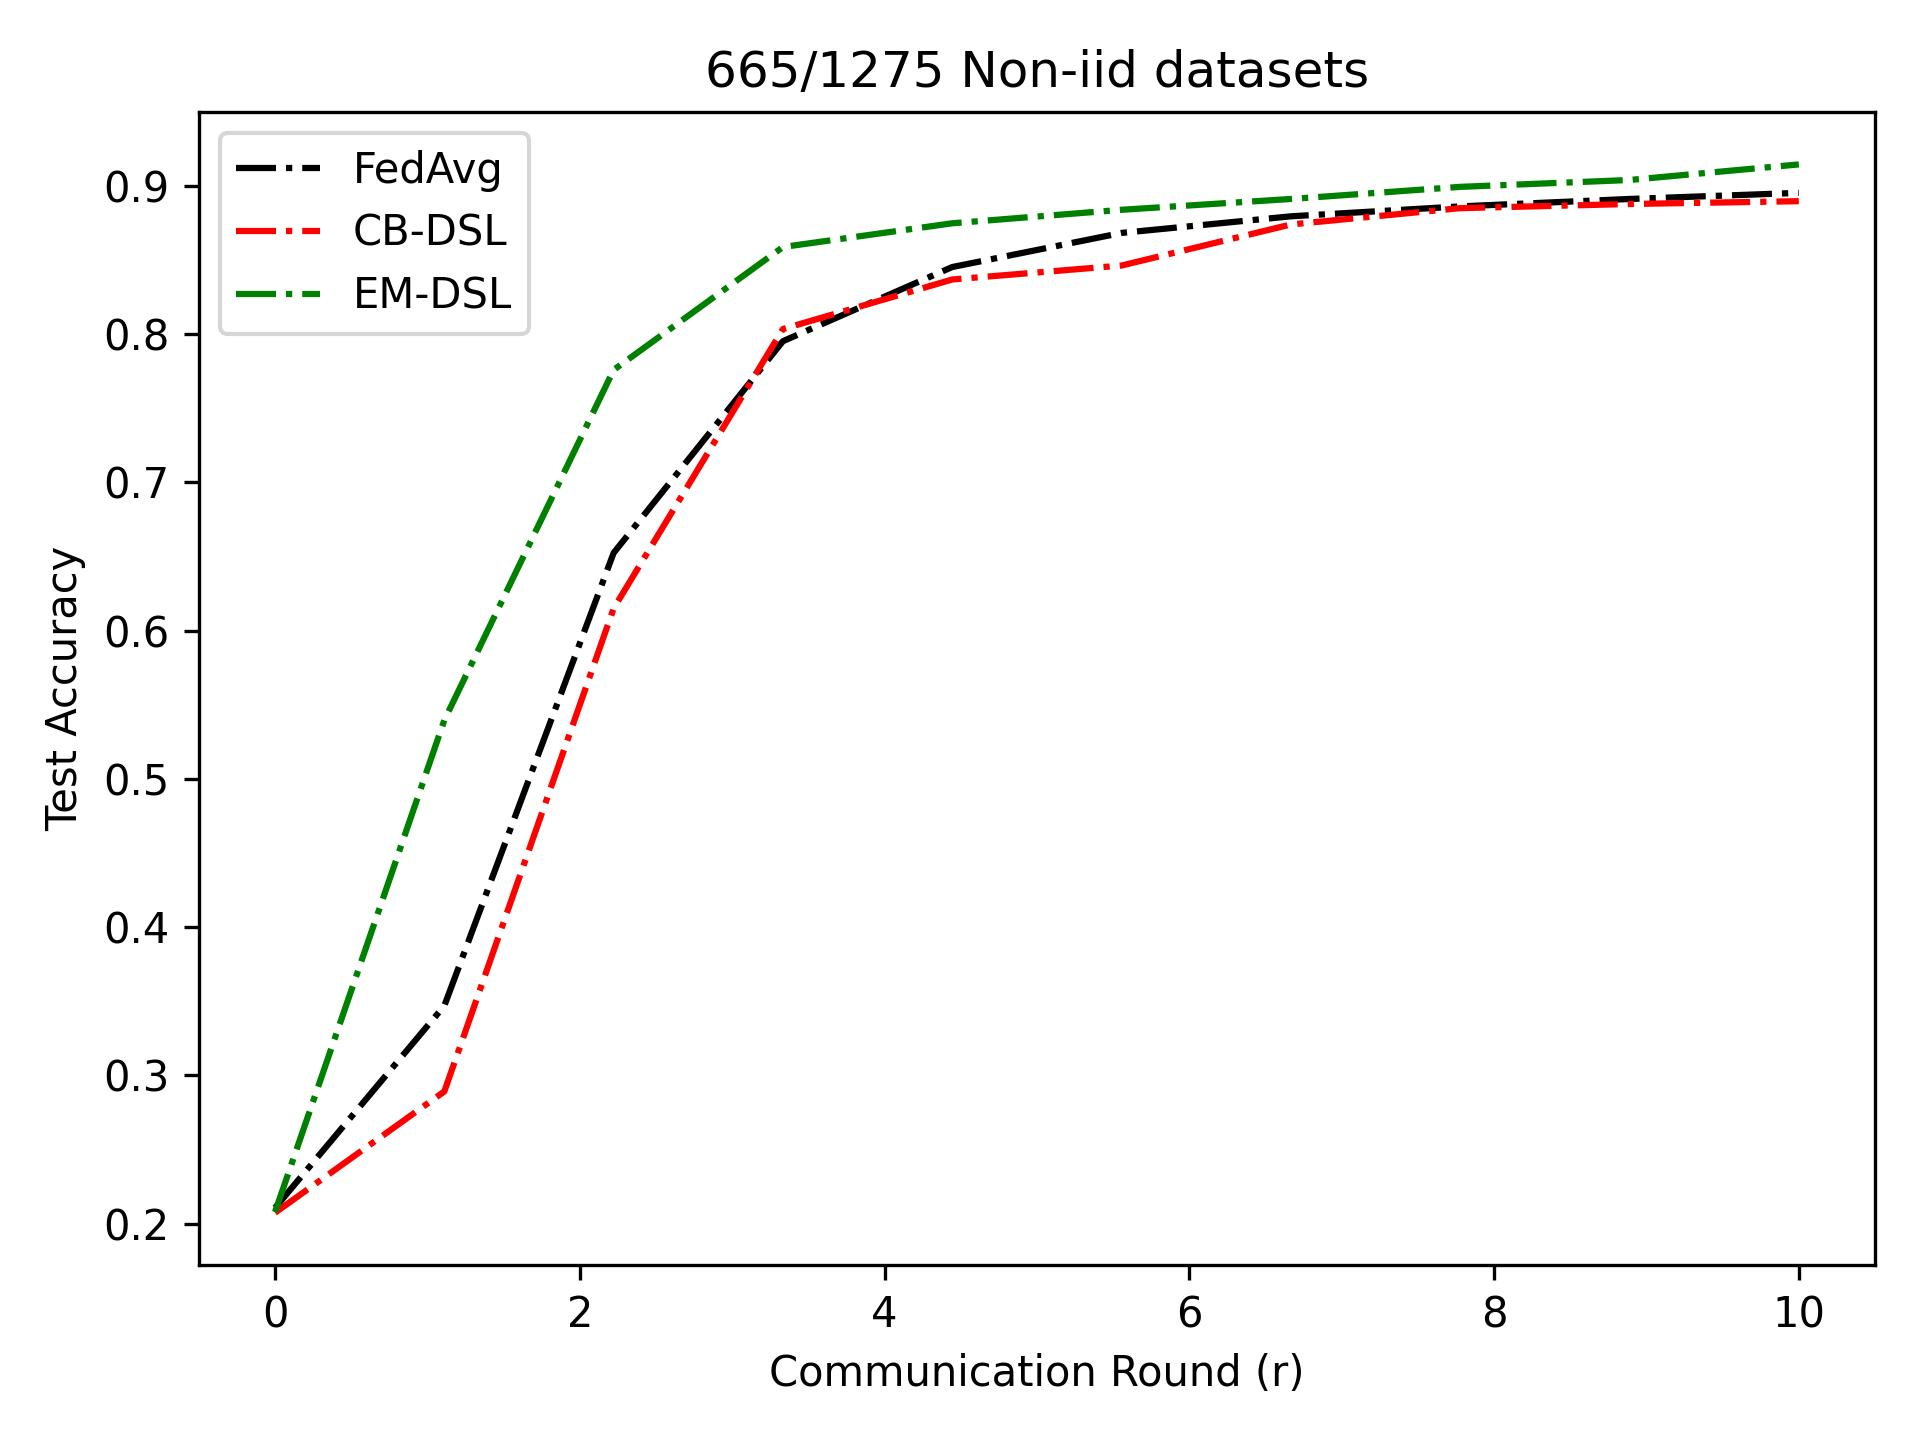 665/1275 Non-iid datasets
FedAvg
CB-DSL
EM-DSL
Test Accuracy
0.9
0.8
0.7
0.6
0.5
0.4
0.3
0.2
0 2 4 6 8 10
Communication Round (r)